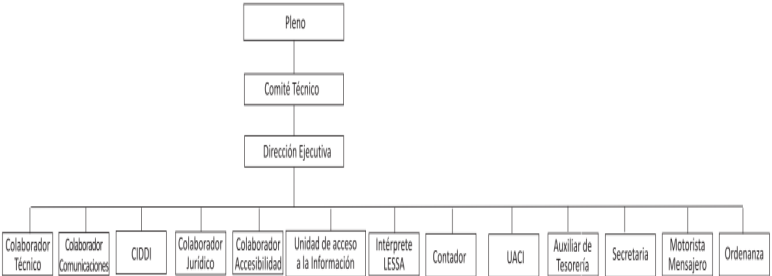 Pleno
Comité Técnico
Dirección Ejecutiva
Colaborador
Técnico
Colaborador
Comunicaciones
CIDDI
Colaborador
Jurídico
Colaborador
Accesibilidad
Unidad de acceso
a la Información
Intérprete
LESSA
Contador
UACI
Auxiliar de
Tesorería
Secretaria
Motorista
Mensajero
Ordenanza